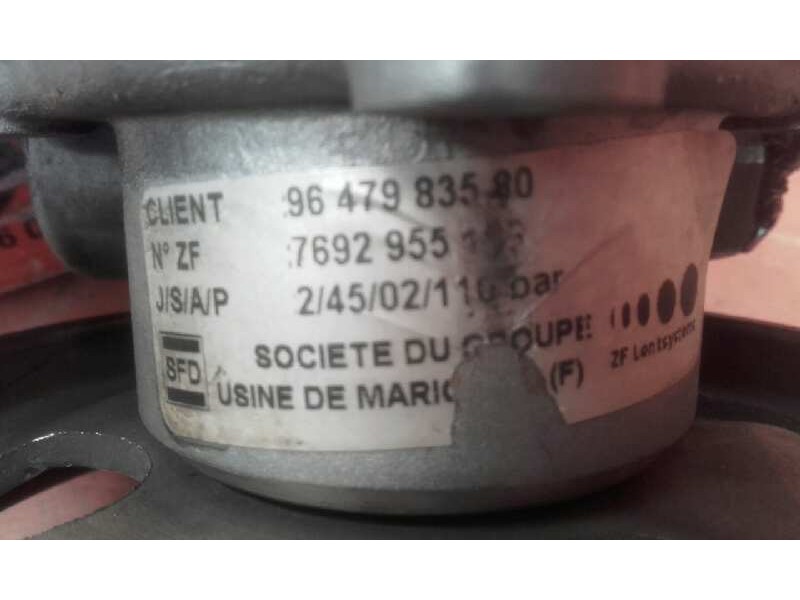 CLIENT :96 479 835 80
N° ZF :7692 955
J/S/A/P 2/45/02/110 bar
SFD
SOCIETE DU GROUPE
USINE DE (F)
ZF Lenksysteme